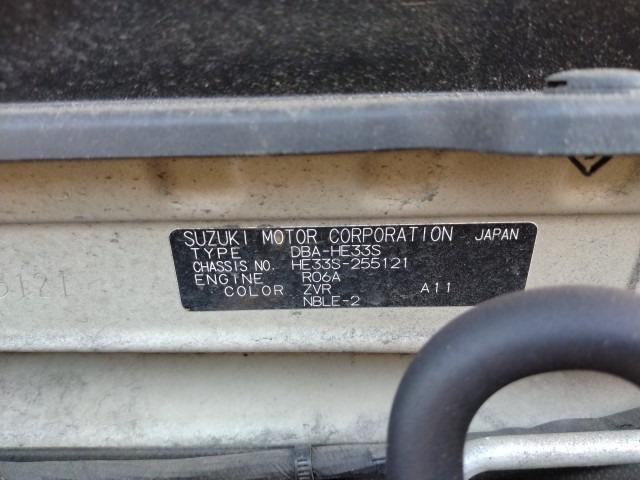 SUZUKI MOTOR CORPORATION JAPAN
TYPE DBA-HE33S
CHASSIS NO. HE33S-255121
ENGINE R06A
COLOR ZVR A11
NBLE-2